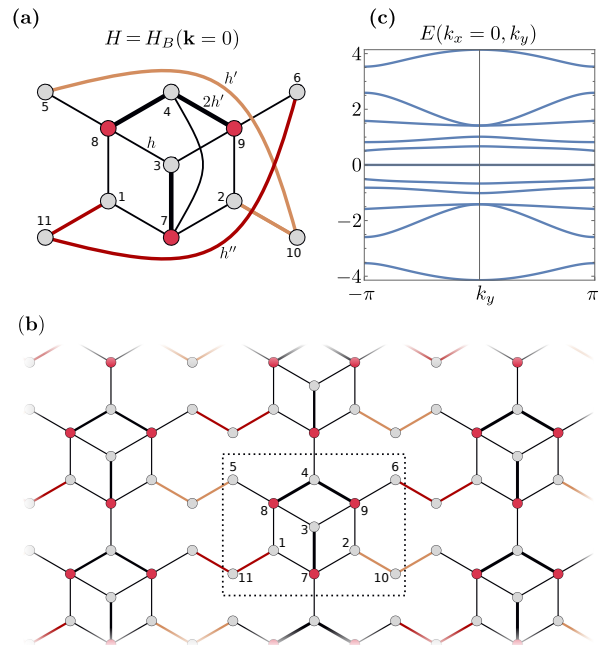 (a)
H = H_B(k = 0)
h′
6
5
4
2h′
8
h
9
3
1
2
11
7
h″
10
(c)
E(k_x = 0, k_y)
4
2
0
−2
−4
−π
k_y
π
(b)
5
4
6
8
9
3
1
2
11
7
10